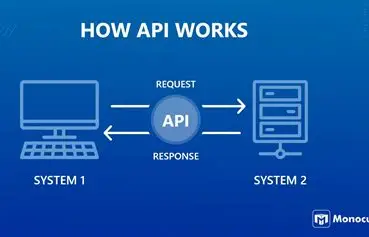 HOW API WORKS
REQUEST
API
RESPONSE
SYSTEM 1
SYSTEM 2